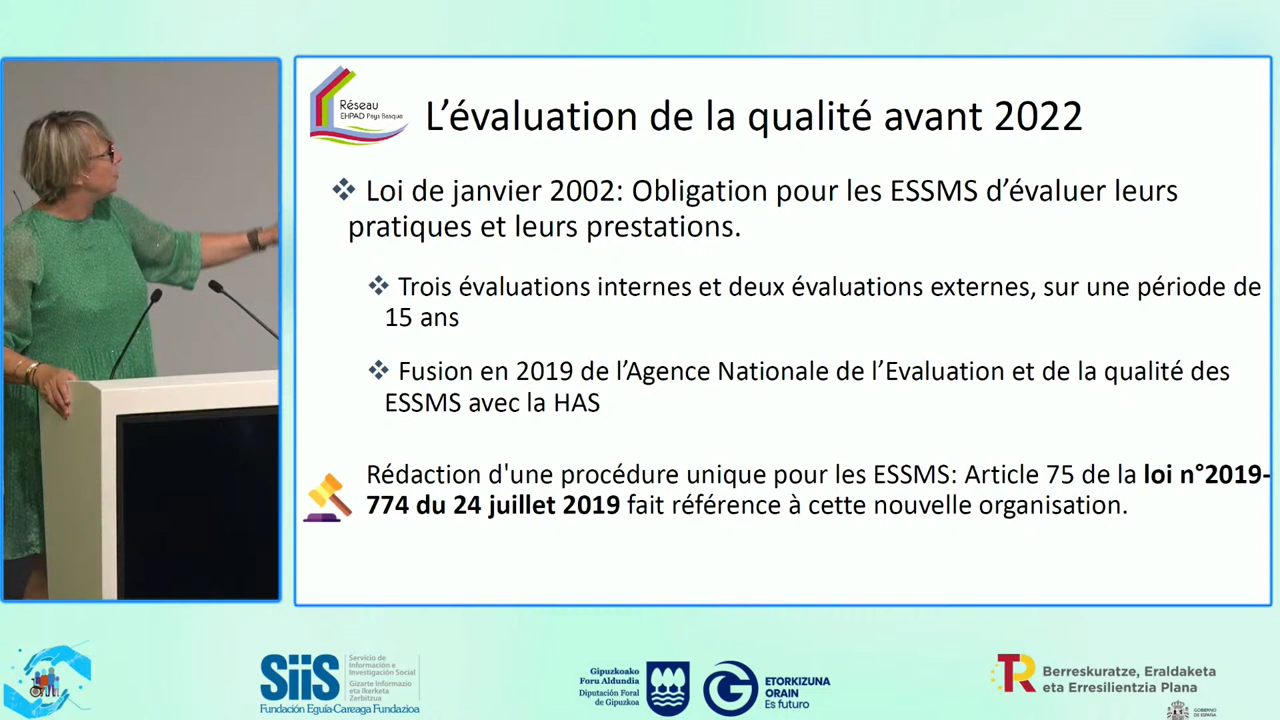 Réseau
EHPAD Pays Basque
L’évaluation de la qualité avant 2022
Loi de janvier 2002: Obligation pour les ESSMS d’évaluer leurs
pratiques et leurs prestations.
Trois évaluations internes et deux évaluations externes, sur une période de
15 ans
Fusion en 2019 de l’Agence Nationale de l’Evaluation et de la qualité des
ESSMS avec la HAS
Rédaction d'une procédure unique pour les ESSMS: Article 75 de la loi n°2019-
774 du 24 juillet 2019 fait référence à cette nouvelle organisation.
SiiS
Servicio de
Información e
Investigación Social
Gizarte Informazio
eta Ikerketa
Zerbitzua
Fundación Eguía-Careaga Fundazioa
Gipuzkoako
Foru Aldundia
Diputación Foral
de Gipuzkoa
ETORKIZUNA
ORAIN
Es futuro
TR
Berreskuratze, Eraldaketa
eta Erresilientzia Plana
GOBIERNO
DE ESPAÑA